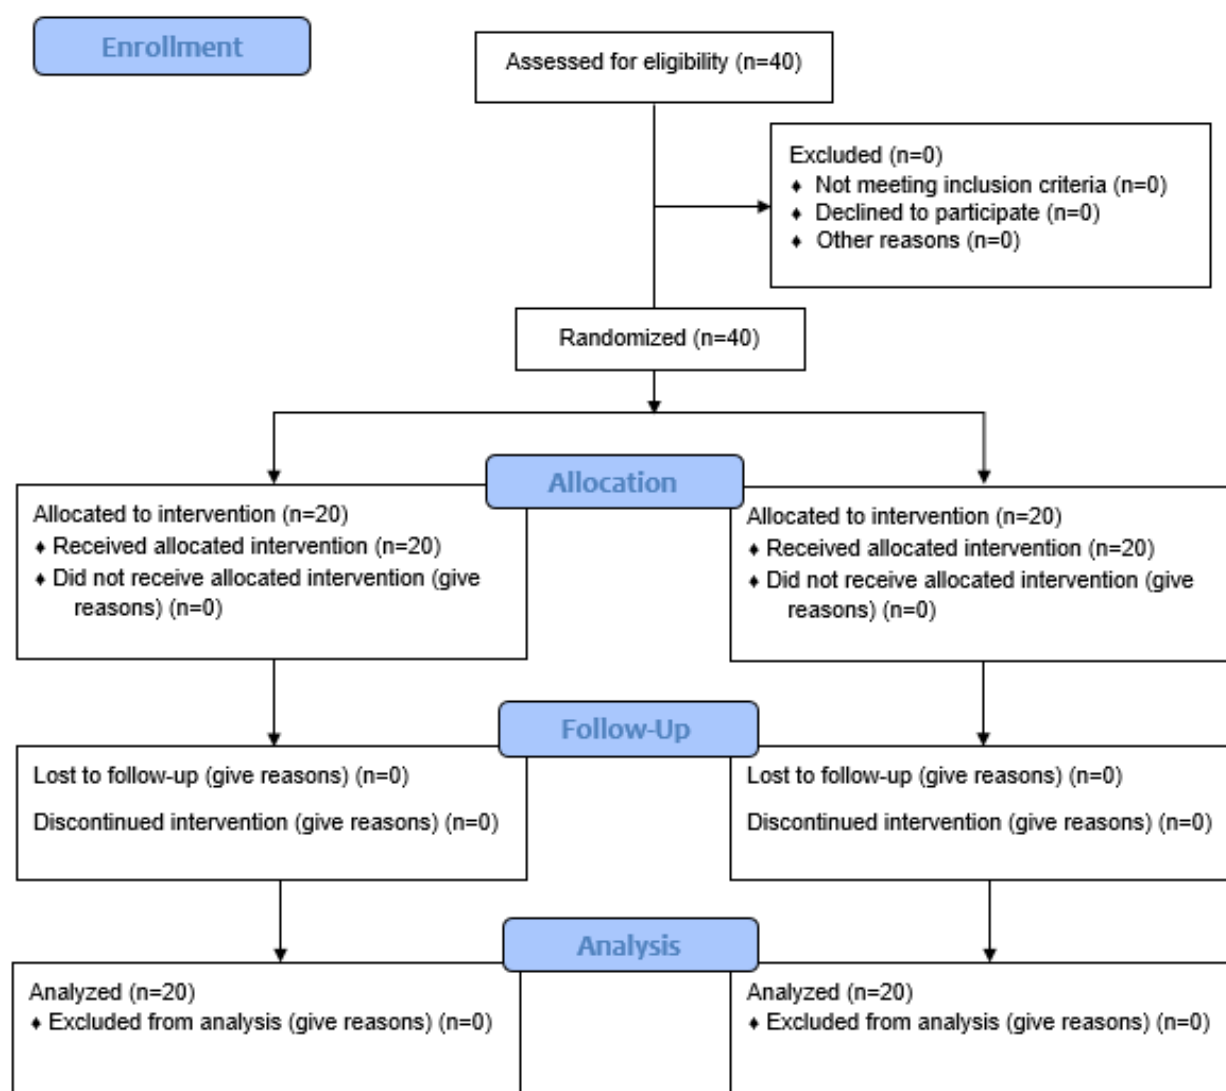 Enrollment
Assessed for eligibility (n=40)
Excluded (n=0)
♦ Not meeting inclusion criteria (n=0)
♦ Declined to participate (n=0)
♦ Other reasons (n=0)
Randomized (n=40)
Allocation
Allocated to intervention (n=20)
♦ Received allocated intervention (n=20)
♦ Did not receive allocated intervention (give
reasons) (n=0)
Allocated to intervention (n=20)
♦ Received allocated intervention (n=20)
♦ Did not receive allocated intervention (give
reasons) (n=0)
Follow-Up
Lost to follow-up (give reasons) (n=0)
Discontinued intervention (give reasons) (n=0)
Lost to follow-up (give reasons) (n=0)
Discontinued intervention (give reasons) (n=0)
Analysis
Analyzed (n=20)
♦ Excluded from analysis (give reasons) (n=0)
Analyzed (n=20)
♦ Excluded from analysis (give reasons) (n=0)